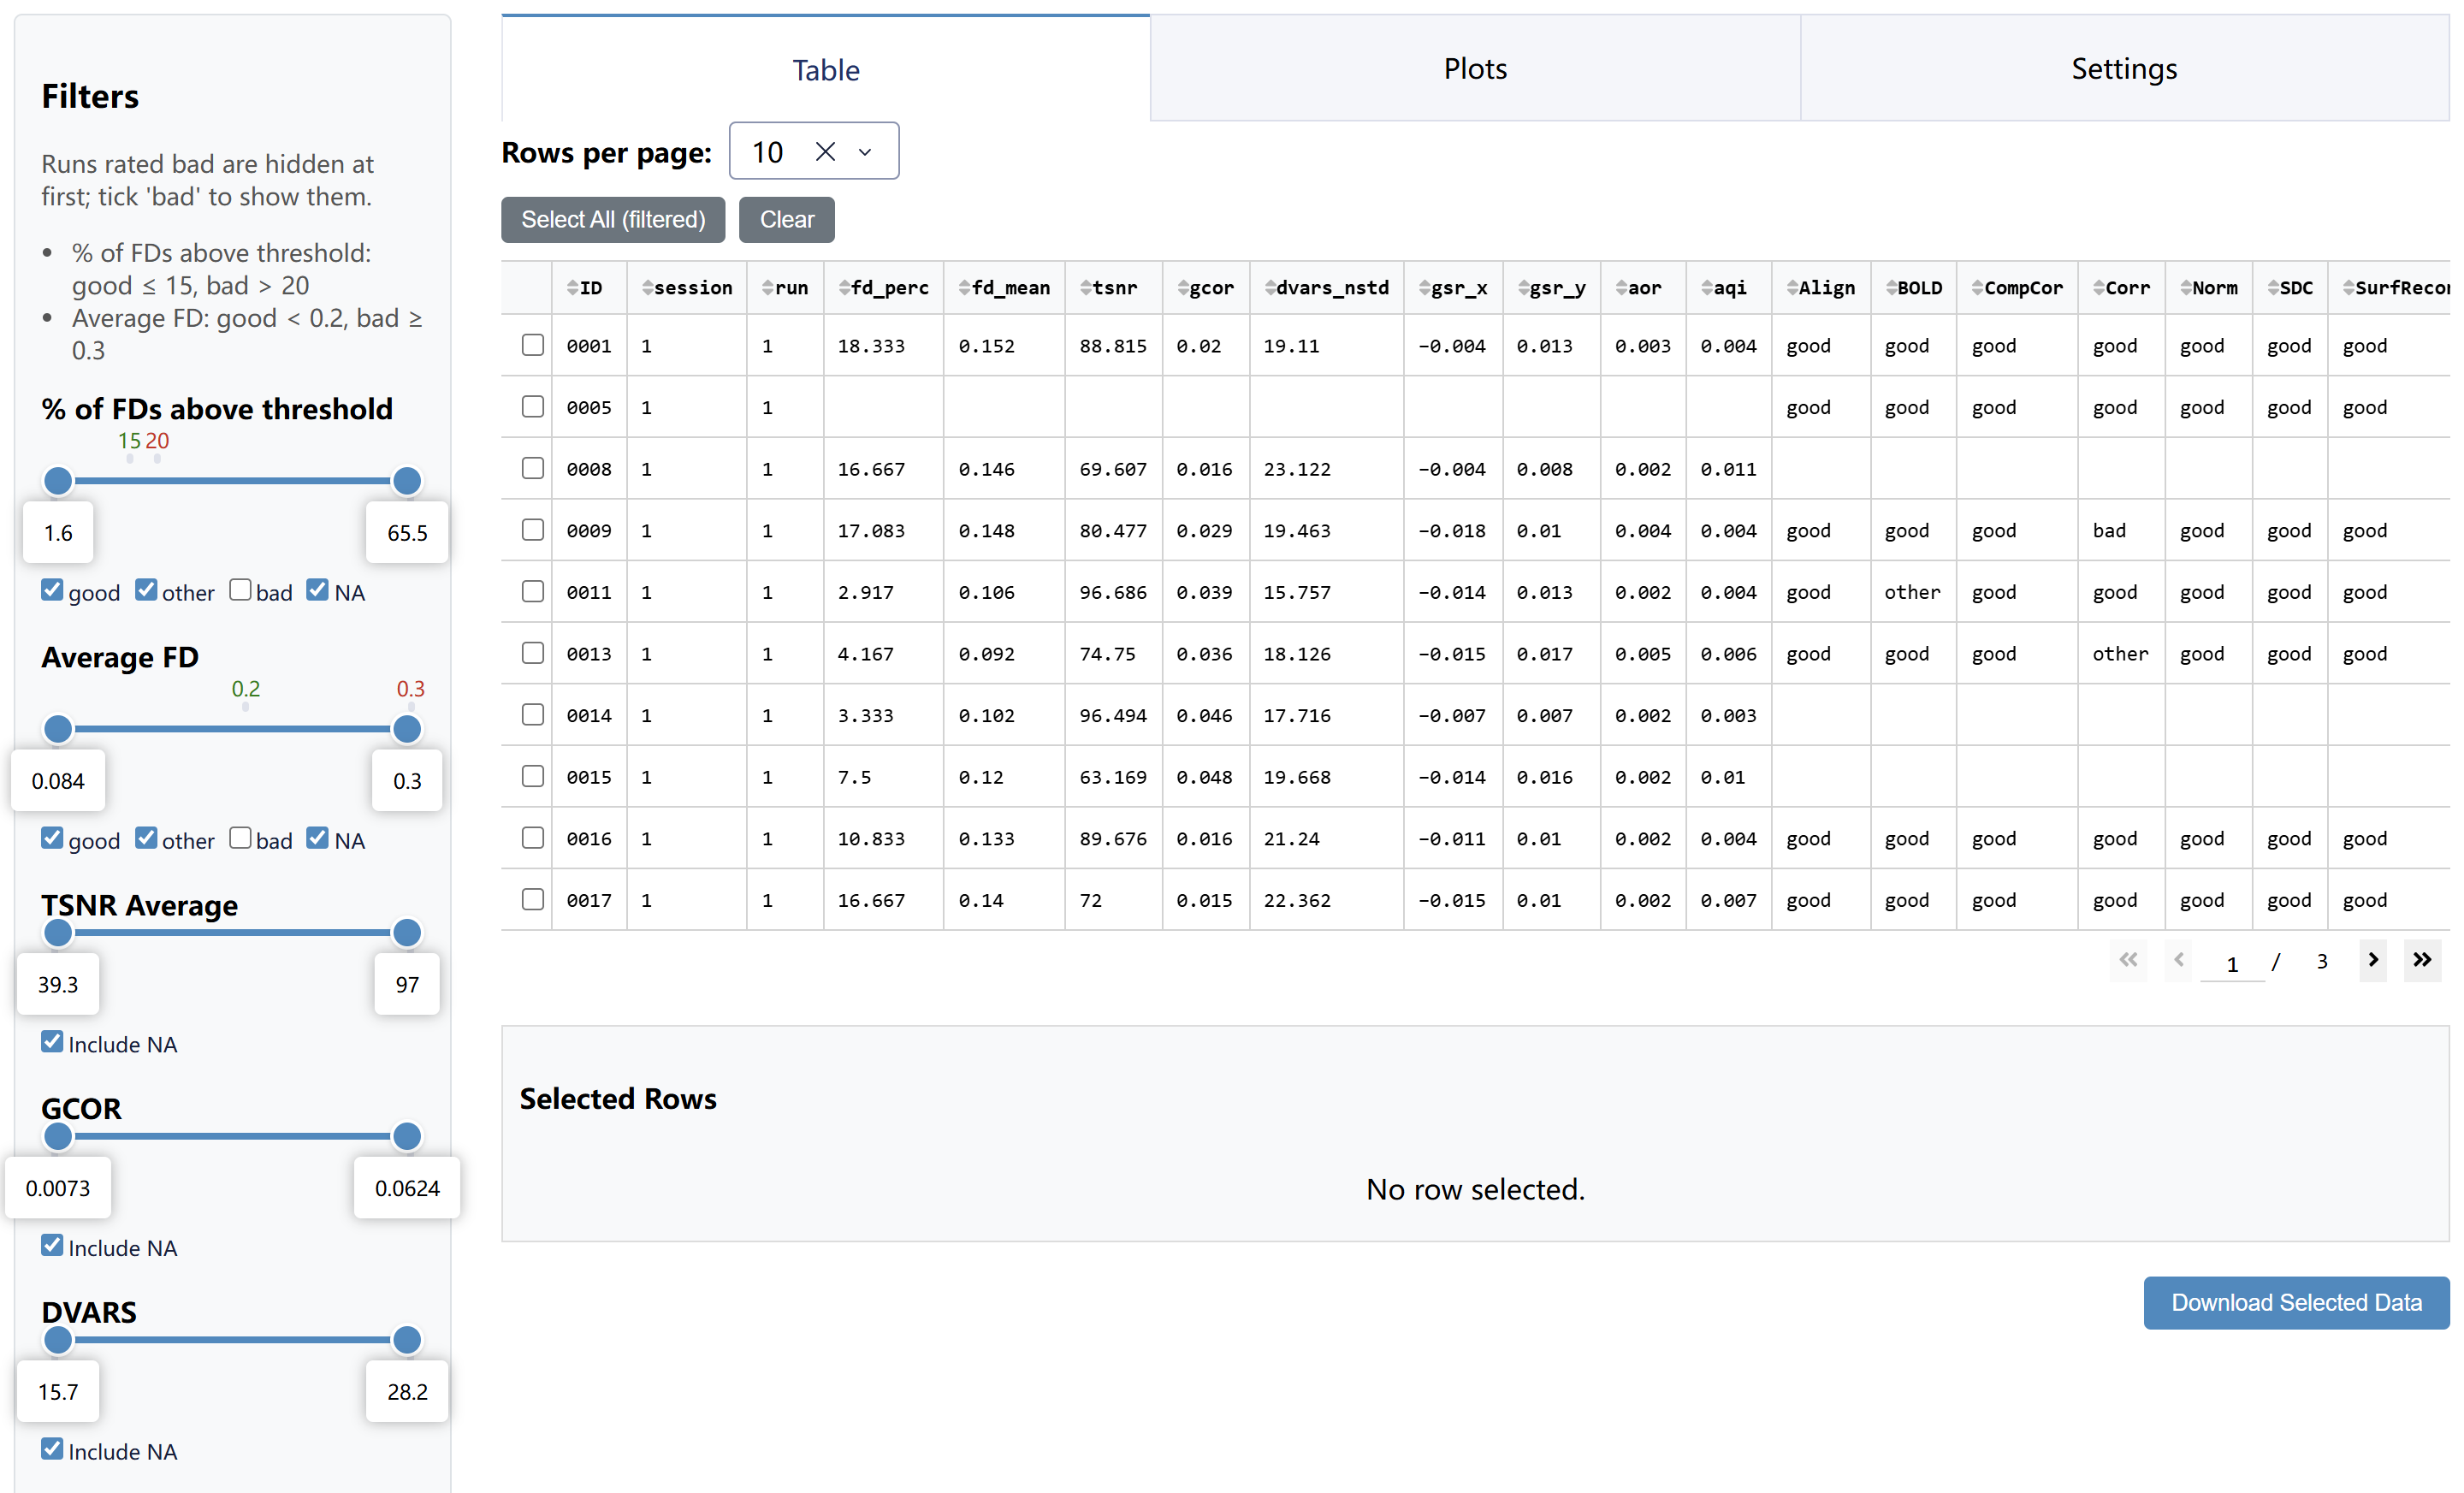 Filters
Runs rated bad are hidden at
first; tick 'bad' to show them.
• % of FDs above threshold:
good ≤ 15, bad > 20
• Average FD: good < 0.2, bad ≥
0.3
% of FDs above threshold
15 20
1.6 65.5
good other bad NA
Average FD
0.2 0.3
0.084 0.3
good other bad NA
TSNR Average
39.3 97
Include NA
GCOR
0.0073 0.0624
Include NA
DVARS
15.7 28.2
Include NA
Table Plots Settings
Rows per page: 10
Select All (filtered) Clear
ID session run fd_perc fd_mean tsnr gcor dvars_nstd gsr_x gsr_y aor aqi Align BOLD CompCor Corr Norm SDC SurfRecon
0001 1 1 18.333 0.152 88.815 0.02 19.11 -0.004 0.013 0.003 0.004 good good good good good good good
0005 1 1 good good good good good good good
0008 1 1 16.667 0.146 69.607 0.016 23.122 -0.004 0.008 0.002 0.011
0009 1 1 17.083 0.148 80.477 0.029 19.463 -0.018 0.01 0.004 0.004 good good good bad good good good
0011 1 1 2.917 0.106 96.686 0.039 15.757 -0.014 0.013 0.002 0.004 good other good good good good good
0013 1 1 4.167 0.092 74.75 0.036 18.126 -0.015 0.017 0.005 0.006 good good good other good good good
0014 1 1 3.333 0.102 96.494 0.046 17.716 -0.007 0.007 0.002 0.003
0015 1 1 7.5 0.12 63.169 0.048 19.668 -0.014 0.016 0.002 0.01
0016 1 1 10.833 0.133 89.676 0.016 21.24 -0.011 0.01 0.002 0.004 good good good good good good good
0017 1 1 16.667 0.14 72 0.015 22.362 -0.015 0.01 0.002 0.007 good good good good good good good
1 / 3
Selected Rows
No row selected.
Download Selected Data